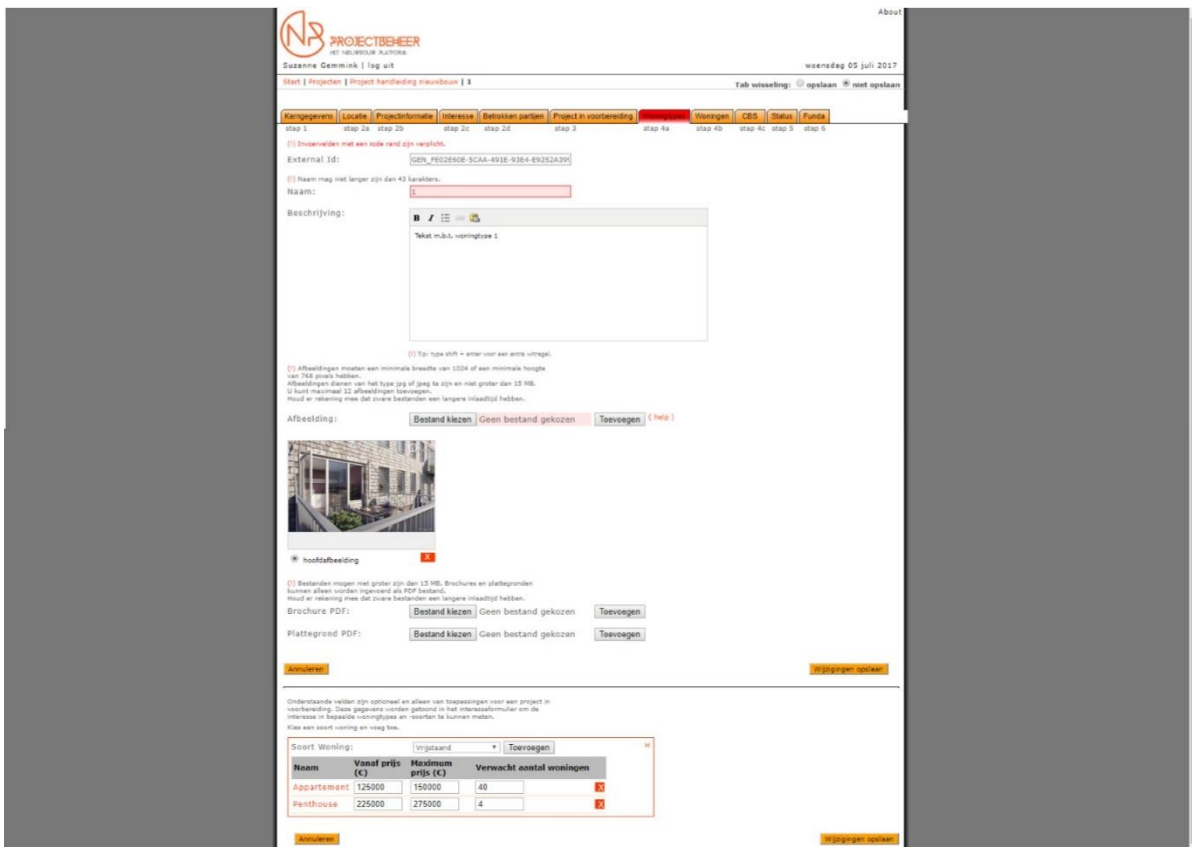 About
NP PROJECTBEHEER
HET NIEUWBOUW PLATFORM
Suzanne Gemmink | log uit
woensdag 05 juli 2017
Start | Projecten | Project handleiding nieuwbouw | 1
Tab wisseling: opslaan niet opslaan
Kerngegevens Locatie Projectinformatie Interesse Betrokken partijen Project in voorbereiding Woningtypes Woningen CBS Status Funda
stap 1 stap 2a stap 2b stap 2c stap 2d stap 3 stap 4a stap 4b stap 4c stap 5 stap 6
(!) Invoervelden met een rode rand zijn verplicht.
External Id: GEN_FE02E60E-5CAA-491E-93E4-E9252A39
(!) Naam mag niet langer zijn dan 43 karakters.
Naam: 1
Beschrijving:
B I
Tekst m.b.t. woningtype 1
(!) Tip: type shift + enter voor een extra witregel.
(!) Afbeeldingen moeten een minimale breedte van 1024 of een minimale hoogte
van 768 pixels hebben.
Afbeeldingen dienen van het type jpg of jpeg te zijn en niet groter dan 15 MB.
U kunt maximaal 12 afbeeldingen toevoegen.
Houd er rekening mee dat zware bestanden een langere inlaadtijd hebben.
Afbeelding: Bestand kiezen Geen bestand gekozen Toevoegen ( help )
hoofdafbeelding X
(!) Bestanden mogen niet groter zijn dan 15 MB. Brochures en plattegronden
kunnen alleen worden ingevoerd als PDF bestand.
Houd er rekening mee dat zware bestanden een langere inlaadtijd hebben.
Brochure PDF: Bestand kiezen Geen bestand gekozen Toevoegen
Plattegrond PDF: Bestand kiezen Geen bestand gekozen Toevoegen
Annuleren Wijzigingen opslaan
Onderstaande velden zijn optioneel en alleen van toepassingen voor een project in
voorbereiding. Deze gegevens worden getoond in het interesseformulier om de
interesse in bepaalde woningtypes en -soorten te kunnen meten.
Kies een soort woning en voeg toe.
Soort Woning: Vrijstaand Toevoegen
Naam Vanaf prijs (€) Maximum prijs (€) Verwacht aantal woningen
Appartement 125000 150000 40 X
Penthouse 225000 275000 4 X
Annuleren Wijzigingen opslaan